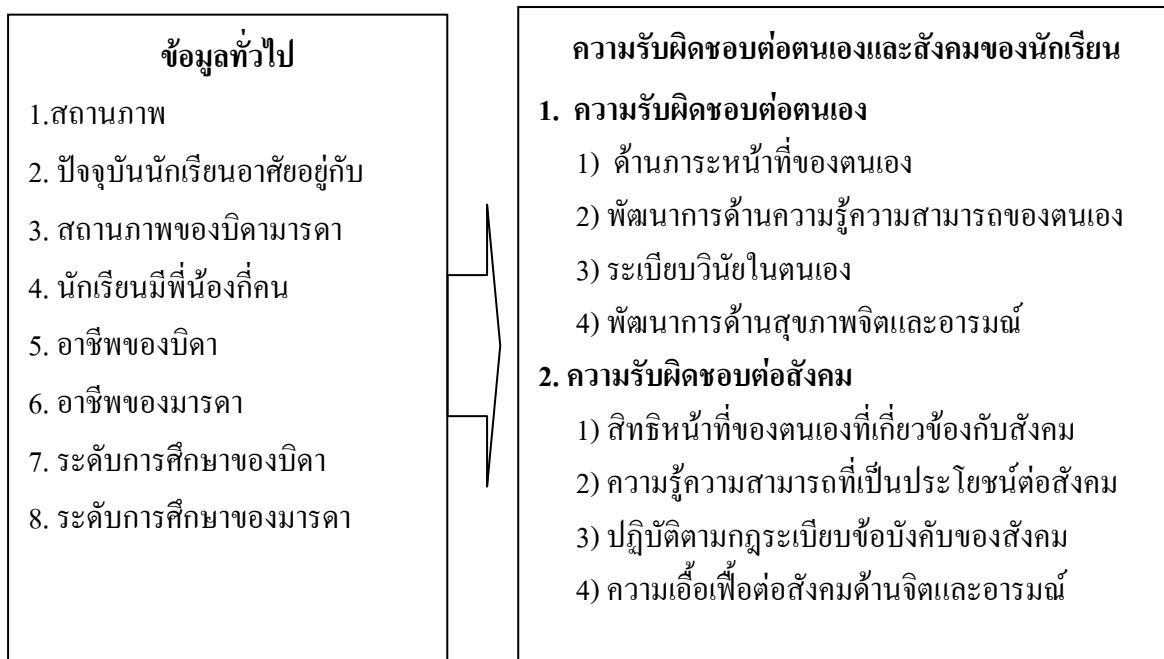 ข้อมูลทั่วไป
1.สถานภาพ
2. ปัจจุบันนักเรียนอาศัยอยู่กับ
3. สถานภาพของบิดามารดา
4. นักเรียนมีพี่น้องกี่คน
5. อาชีพของบิดา
6. อาชีพของมารดา
7. ระดับการศึกษาของบิดา
8. ระดับการศึกษาของมารดา
ความรับผิดชอบต่อตนเองและสังคมของนักเรียน
1. ความรับผิดชอบต่อตนเอง
1) ด้านภาระหน้าที่ของตนเอง
2) พัฒนาการด้านความรู้ความสามารถของตนเอง
3) ระเบียบวินัยในตนเอง
4) พัฒนาการด้านสุขภาพจิตและอารมณ์
2. ความรับผิดชอบต่อสังคม
1) สิทธิหน้าที่ของตนเองที่เกี่ยวข้องกับสังคม
2) ความรู้ความสามารถที่เป็นประโยชน์ต่อสังคม
3) ปฏิบัติตามกฎระเบียบข้อบังคับของสังคม
4) ความเอื้อเฟื้อต่อสังคมด้านจิตและอารมณ์